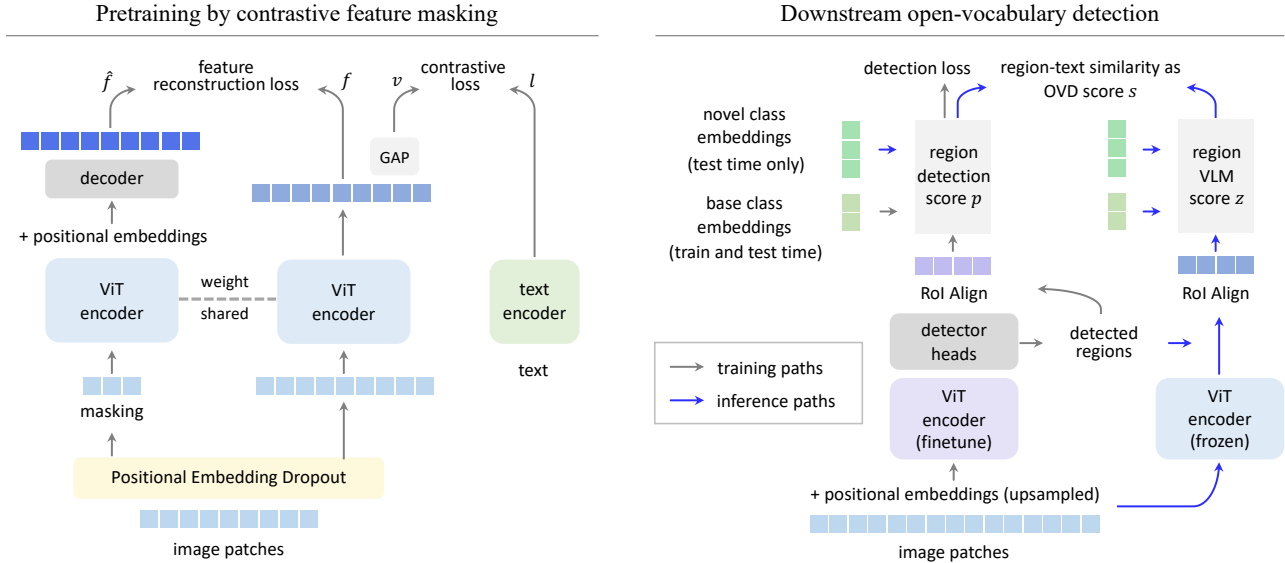 Pretraining by contrastive feature masking
f̂
feature
reconstruction loss
f
v
contrastive
loss
l
GAP
decoder
+ positional embeddings
ViT
encoder
weight
shared
ViT
encoder
text
encoder
text
masking
Positional Embedding Dropout
image patches
Downstream open-vocabulary detection
detection loss
region-text similarity as
OVD score s
novel class
embeddings
(test time only)
base class
embeddings
(train and test time)
region
detection
score p
region
VLM
score z
RoI Align
RoI Align
detector
heads
detected
regions
training paths
inference paths
ViT
encoder
(finetune)
ViT
encoder
(frozen)
+ positional embeddings (upsampled)
image patches